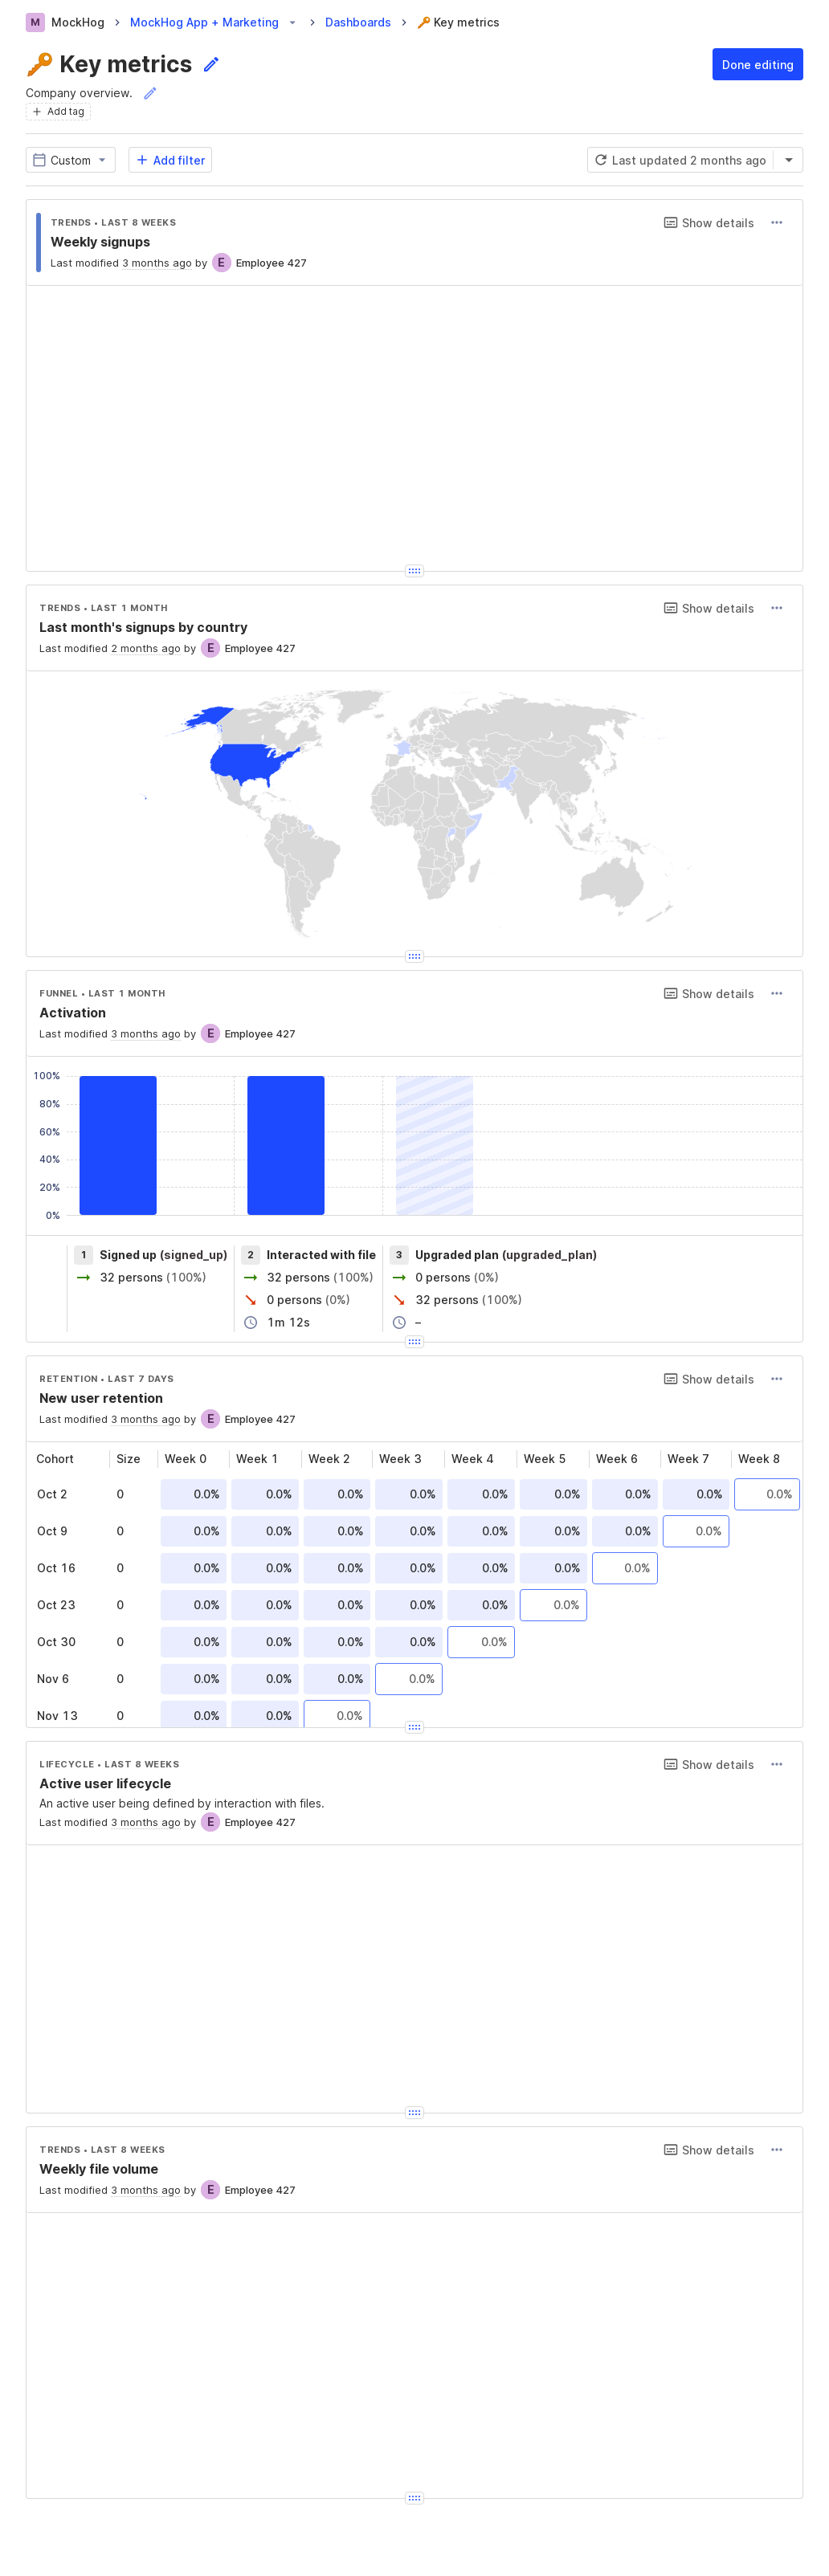 M MockHog > MockHog App + Marketing > Dashboards > 🔑 Key metrics
🔑 Key metrics
Done editing
Company overview.
+ Add tag
Custom
+ Add filter
Last updated 2 months ago
TRENDS • LAST 8 WEEKS
Show details
Weekly signups
Last modified 3 months ago by E Employee 427
TRENDS • LAST 1 MONTH
Show details
Last month's signups by country
Last modified 2 months ago by E Employee 427
FUNNEL • LAST 1 MONTH
Show details
Activation
Last modified 3 months ago by E Employee 427
100%
80%
60%
40%
20%
0%
1 Signed up (signed_up)
32 persons (100%)
2 Interacted with file
32 persons (100%)
0 persons (0%)
1m 12s
3 Upgraded plan (upgraded_plan)
0 persons (0%)
32 persons (100%)
–
RETENTION • LAST 7 DAYS
Show details
New user retention
Last modified 3 months ago by E Employee 427
Cohort Size Week 0 Week 1 Week 2 Week 3 Week 4 Week 5 Week 6 Week 7 Week 8
Oct 2 0 0.0% 0.0% 0.0% 0.0% 0.0% 0.0% 0.0% 0.0% 0.0%
Oct 9 0 0.0% 0.0% 0.0% 0.0% 0.0% 0.0% 0.0% 0.0%
Oct 16 0 0.0% 0.0% 0.0% 0.0% 0.0% 0.0% 0.0%
Oct 23 0 0.0% 0.0% 0.0% 0.0% 0.0% 0.0%
Oct 30 0 0.0% 0.0% 0.0% 0.0% 0.0%
Nov 6 0 0.0% 0.0% 0.0% 0.0%
Nov 13 0 0.0% 0.0% 0.0%
LIFECYCLE • LAST 8 WEEKS
Show details
Active user lifecycle
An active user being defined by interaction with files.
Last modified 3 months ago by E Employee 427
TRENDS • LAST 8 WEEKS
Show details
Weekly file volume
Last modified 3 months ago by E Employee 427